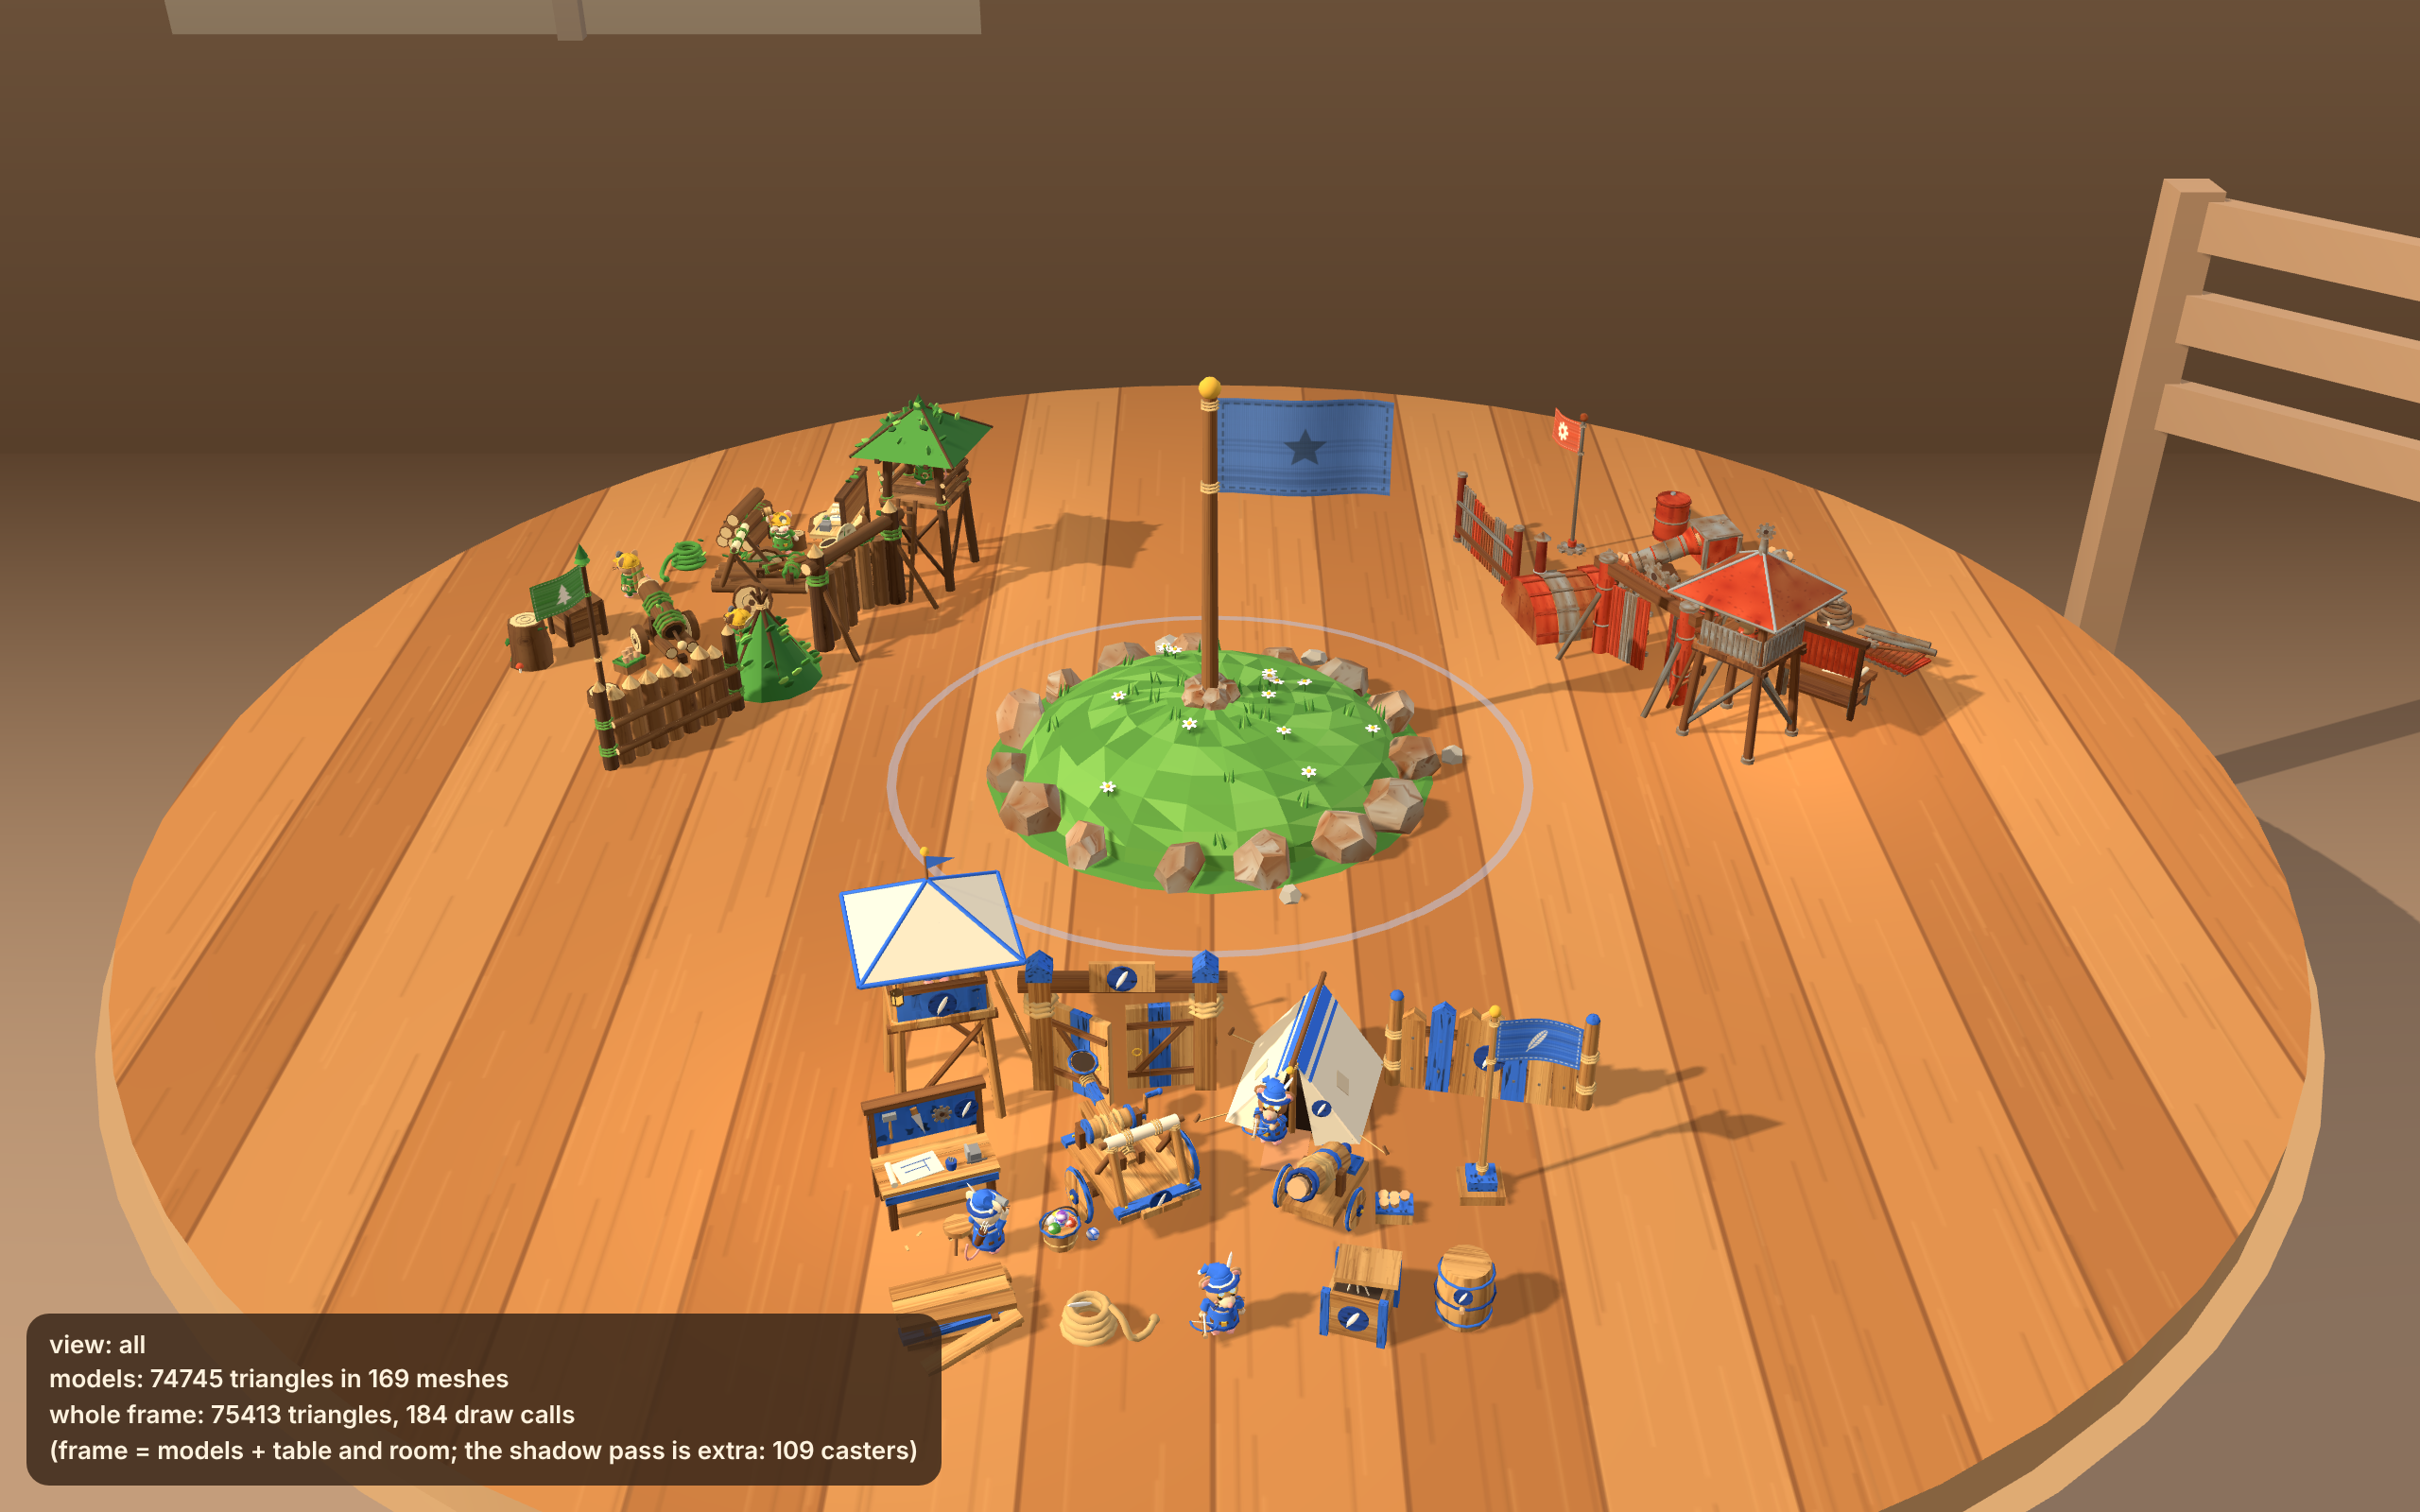 view: all
models: 74745 triangles in 169 meshes
whole frame: 75413 triangles, 184 draw calls
(frame = models + table and room; the shadow pass is extra: 109 casters)